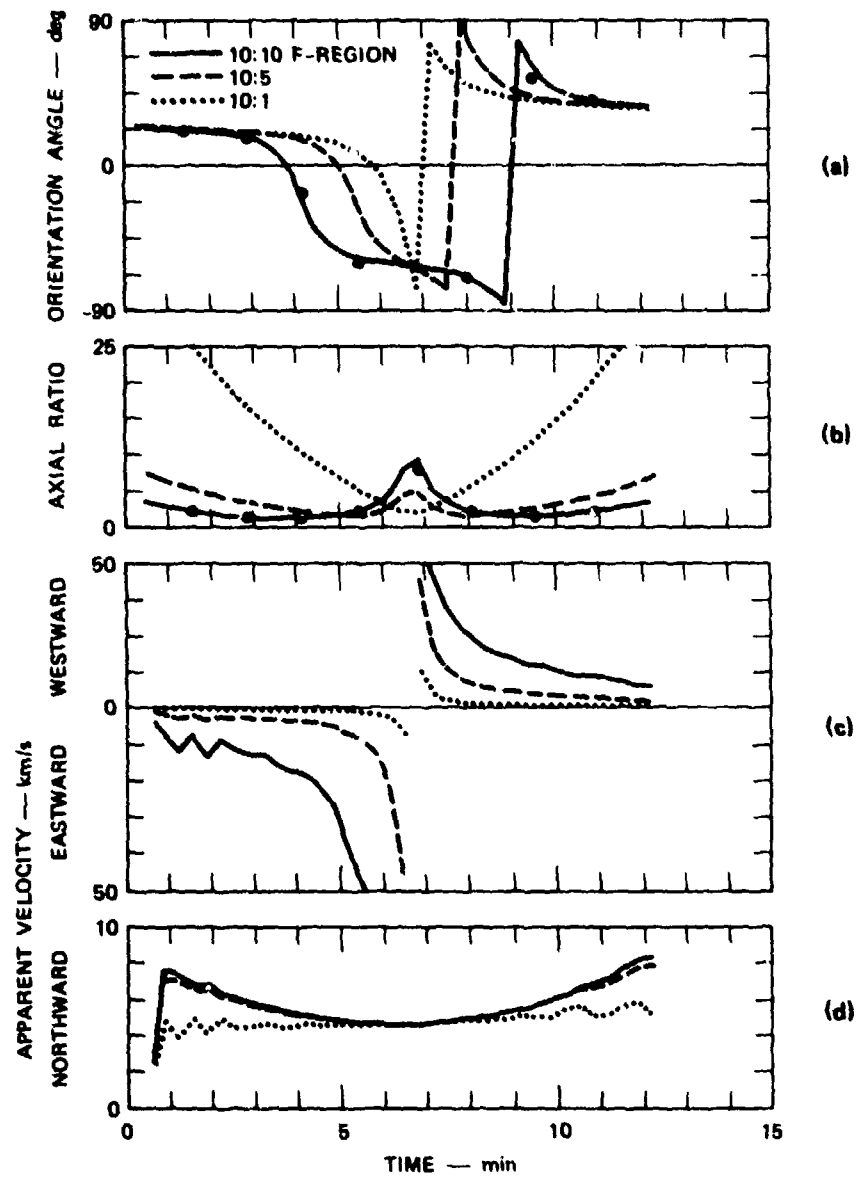 ORIENTATION ANGLE — deg
90
0
-90
10:10 F-REGION
10:5
10:1
(a)
AXIAL RATIO
25
0
(b)
APPARENT VELOCITY — km/s
WESTWARD
EASTWARD
50
0
50
(c)
NORTHWARD
10
0
(d)
0
5
10
15
TIME — min